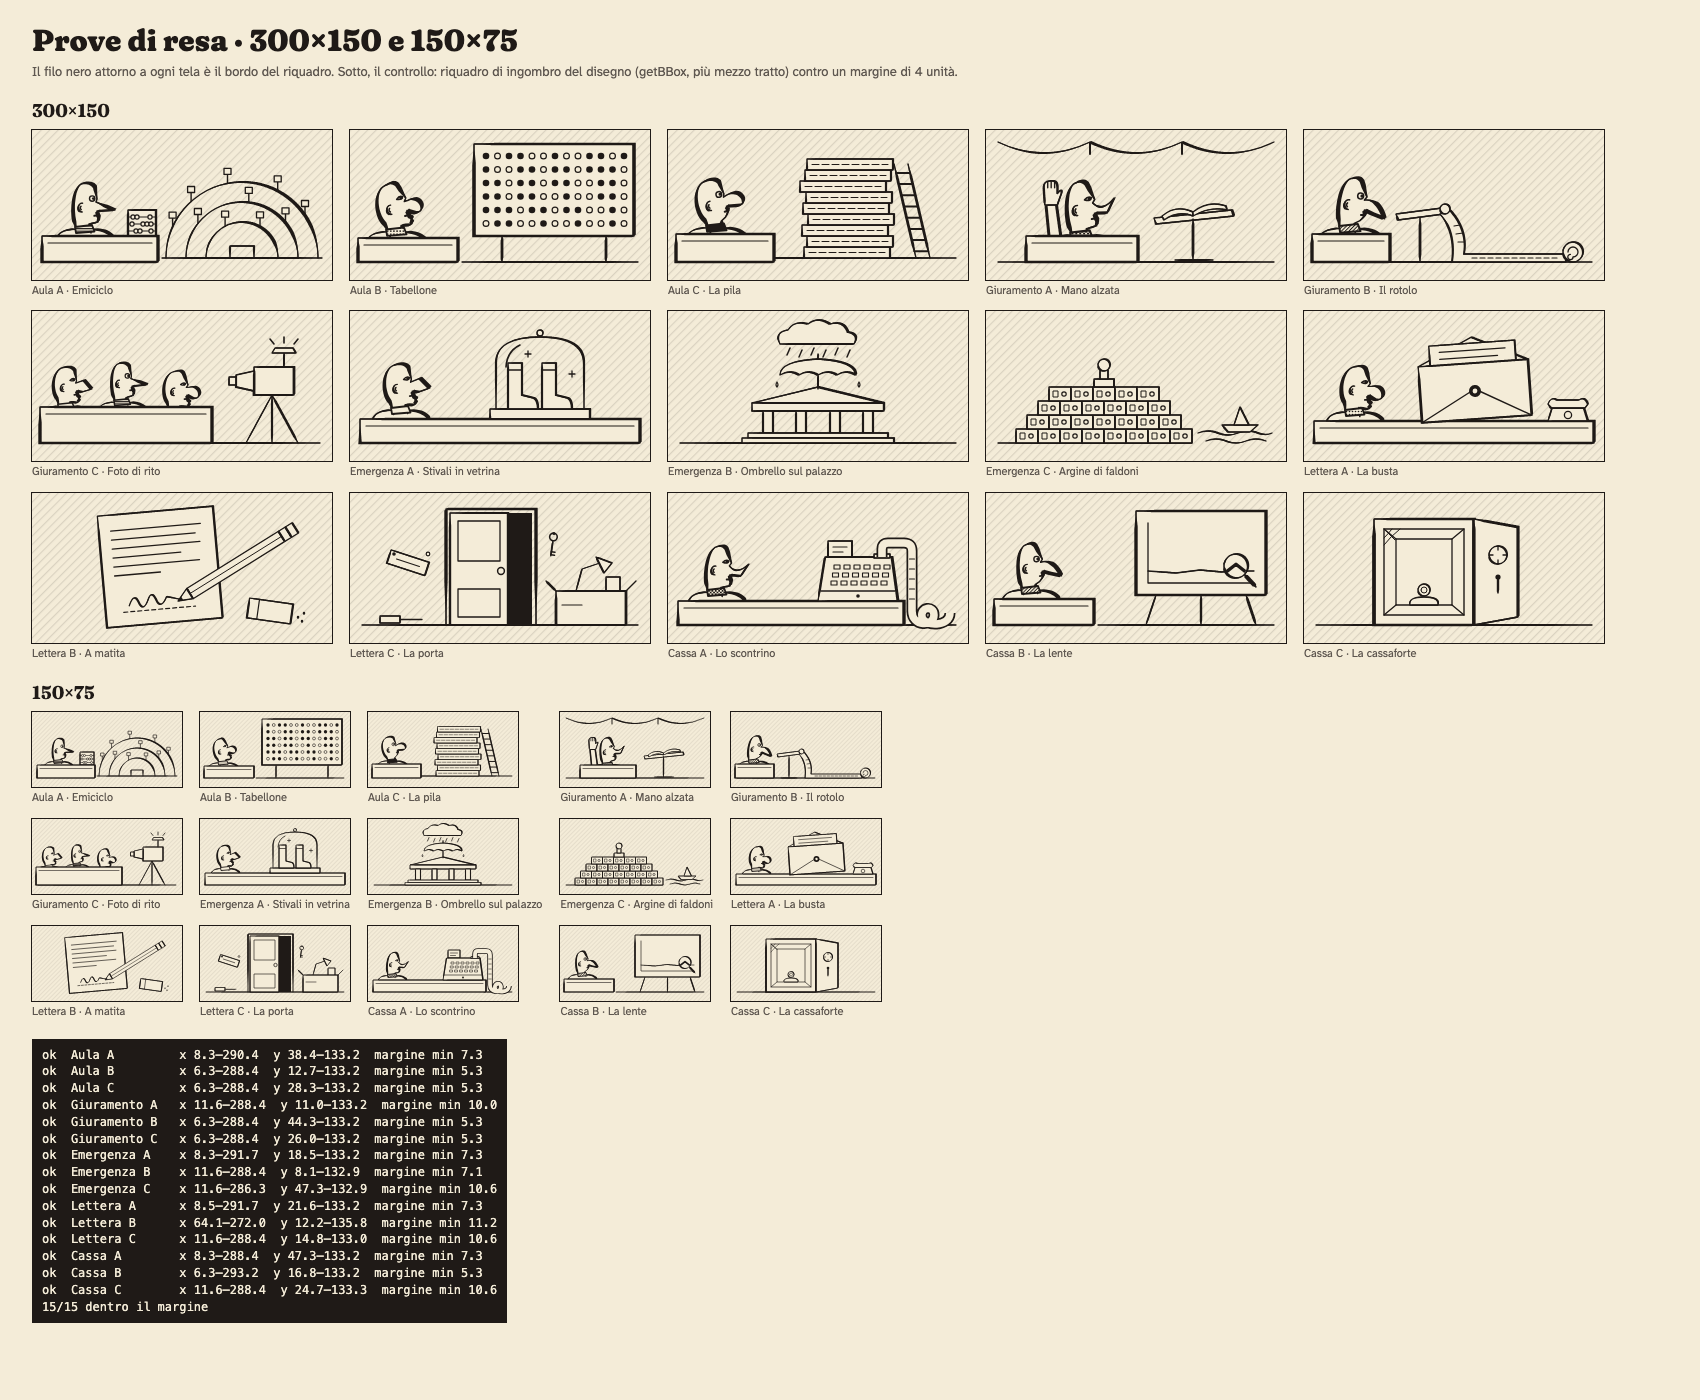 Prove di resa · 300×150 e 150×75
Il filo nero attorno a ogni tela è il bordo del riquadro. Sotto, il controllo: riquadro di ingombro del disegno (getBBox, più mezzo tratto) contro un margine di 4 unità.
300×150
Aula A · Emiciclo
Aula B · Tabellone
Aula C · La pila
Giuramento A · Mano alzata
Giuramento B · Il rotolo
Giuramento C · Foto di rito
Emergenza A · Stivali in vetrina
Emergenza B · Ombrello sul palazzo
Emergenza C · Argine di faldoni
Lettera A · La busta
Lettera B · A matita
Lettera C · La porta
Cassa A · Lo scontrino
Cassa B · La lente
Cassa C · La cassaforte
150×75
Aula A · Emiciclo
Aula B · Tabellone
Aula C · La pila
Giuramento A · Mano alzata
Giuramento B · Il rotolo
Giuramento C · Foto di rito
Emergenza A · Stivali in vetrina
Emergenza B · Ombrello sul palazzo
Emergenza C · Argine di faldoni
Lettera A · La busta
Lettera B · A matita
Lettera C · La porta
Cassa A · Lo scontrino
Cassa B · La lente
Cassa C · La cassaforte
ok Aula A x 8.3–290.4 y 38.4–133.2 margine min 7.3
ok Aula B x 6.3–288.4 y 12.7–133.2 margine min 5.3
ok Aula C x 6.3–288.4 y 28.3–133.2 margine min 5.3
ok Giuramento A x 11.6–288.4 y 11.0–133.2 margine min 10.0
ok Giuramento B x 6.3–288.4 y 44.3–133.2 margine min 5.3
ok Giuramento C x 6.3–288.4 y 26.0–133.2 margine min 5.3
ok Emergenza A x 8.3–291.7 y 18.5–133.2 margine min 7.3
ok Emergenza B x 11.6–288.4 y 8.1–132.9 margine min 7.1
ok Emergenza C x 11.6–286.3 y 47.3–132.9 margine min 10.6
ok Lettera A x 8.5–291.7 y 21.6–133.2 margine min 7.3
ok Lettera B x 64.1–272.0 y 12.2–135.8 margine min 11.2
ok Lettera C x 11.6–288.4 y 14.8–133.0 margine min 10.6
ok Cassa A x 8.3–288.4 y 47.3–133.2 margine min 7.3
ok Cassa B x 6.3–293.2 y 16.8–133.2 margine min 5.3
ok Cassa C x 11.6–288.4 y 24.7–133.3 margine min 10.6
15/15 dentro il margine